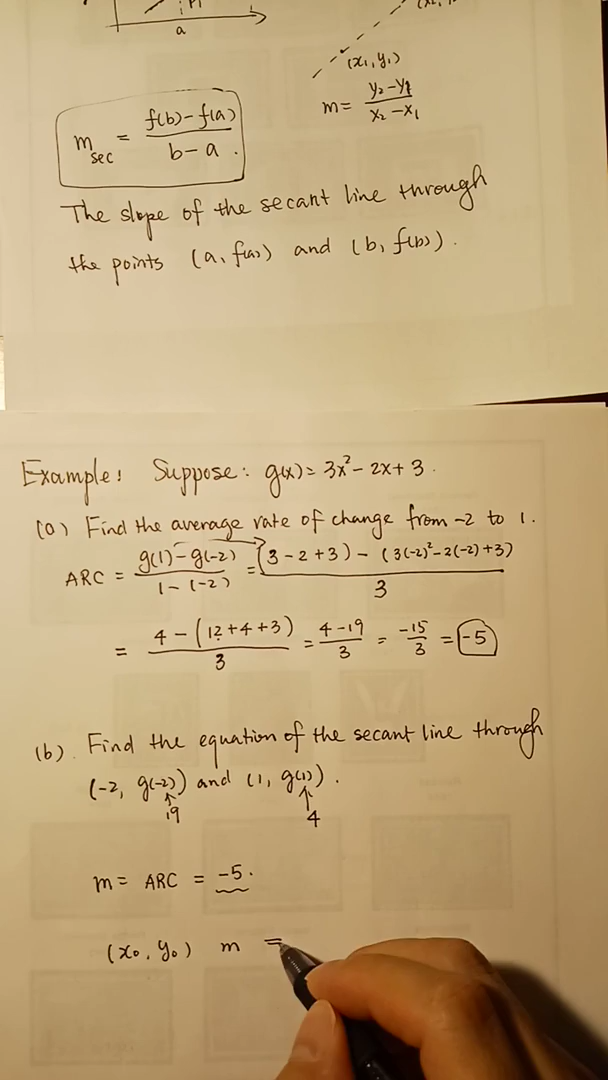 a
(x₁, y₁)
m = (y₂ - y₁)/(x₂ - x₁)
m_sec = (f(b) - f(a))/(b - a).
The slope of the secant line through
the points (a, f(a)) and (b, f(b)).
Example: Suppose: g(x) = 3x² - 2x + 3.
(a) Find the average rate of change from -2 to 1.
ARC = (g(1) - g(-2))/(1 - (-2)) = ((3 - 2 + 3) - (3(-2)² - 2(-2) + 3))/3
= (4 - (12 + 4 + 3))/3 = (4 - 19)/3 = -15/3 = -5
(b). Find the equation of the secant line through
(-2, g(-2)) and (1, g(1)).
19
4
m = ARC = -5.
(x₀, y₀) m =